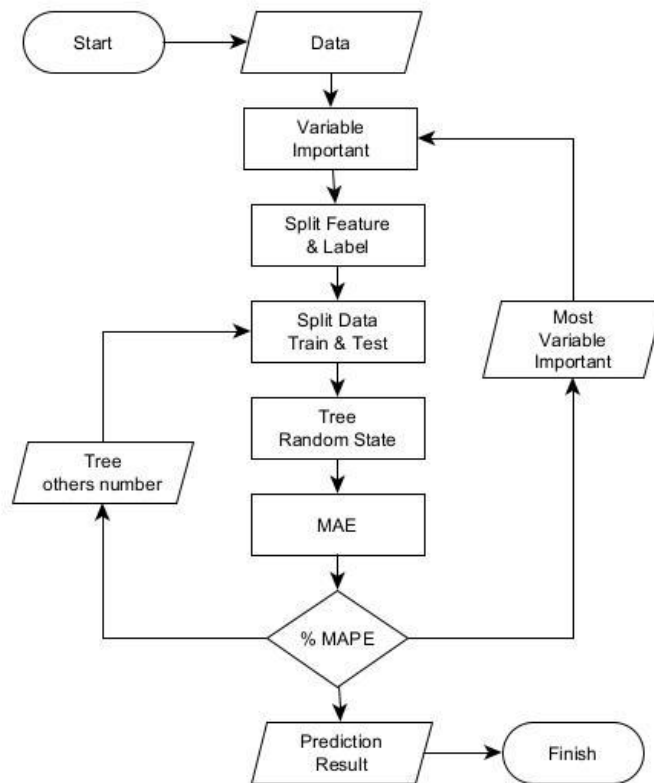 Start
Data
Variable
Important
Split Feature
& Label
Split Data
Train & Test
Most
Variable
Important
Tree
Random State
Tree
others number
MAE
% MAPE
Prediction
Result
Finish